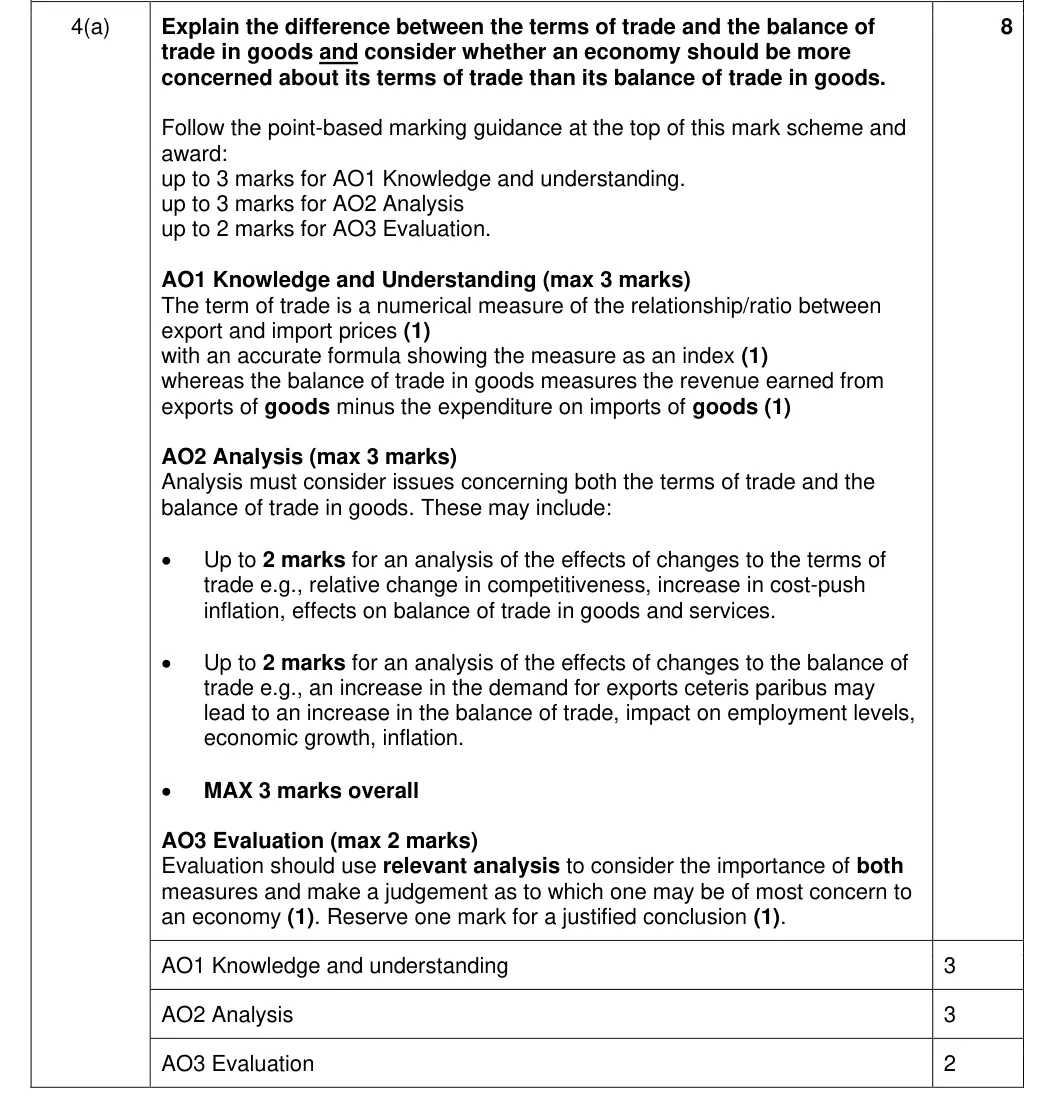 4(a)
Explain the difference between the terms of trade and the balance of
trade in goods and consider whether an economy should be more
concerned about its terms of trade than its balance of trade in goods.
8
Follow the point-based marking guidance at the top of this mark scheme and
award:
up to 3 marks for AO1 Knowledge and understanding.
up to 3 marks for AO2 Analysis
up to 2 marks for AO3 Evaluation.
AO1 Knowledge and Understanding (max 3 marks)
The term of trade is a numerical measure of the relationship/ratio between
export and import prices (1)
with an accurate formula showing the measure as an index (1)
whereas the balance of trade in goods measures the revenue earned from
exports of goods minus the expenditure on imports of goods (1)
AO2 Analysis (max 3 marks)
Analysis must consider issues concerning both the terms of trade and the
balance of trade in goods. These may include:
• Up to 2 marks for an analysis of the effects of changes to the terms of
trade e.g., relative change in competitiveness, increase in cost-push
inflation, effects on balance of trade in goods and services.
• Up to 2 marks for an analysis of the effects of changes to the balance of
trade e.g., an increase in the demand for exports ceteris paribus may
lead to an increase in the balance of trade, impact on employment levels,
economic growth, inflation.
• MAX 3 marks overall
AO3 Evaluation (max 2 marks)
Evaluation should use relevant analysis to consider the importance of both
measures and make a judgement as to which one may be of most concern to
an economy (1). Reserve one mark for a justified conclusion (1).
AO1 Knowledge and understanding 3
AO2 Analysis 3
AO3 Evaluation 2